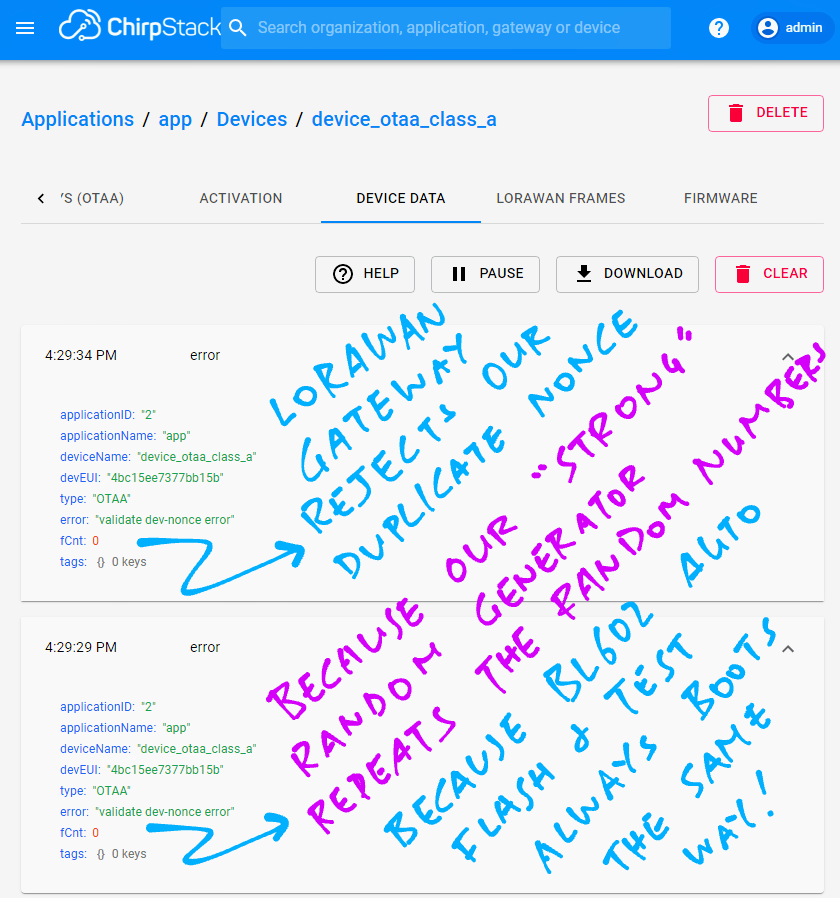 ChirpStack
Search organization, application, gateway or device
? admin
Applications / app / Devices / device_otaa_class_a
DELETE
'S (OTAA) ACTIVATION DEVICE DATA LORAWAN FRAMES FIRMWARE
? HELP PAUSE DOWNLOAD CLEAR
4:29:34 PM error
applicationID: "2"
applicationName: "app"
deviceName: "device_otaa_class_a"
devEUI: "4bc15ee7377bb15b"
type: "OTAA"
error: "validate dev-nonce error"
fCnt: 0
tags: {} 0 keys
LORAWAN
GATEWAY
REJECTS OUR
DUPLICATE NONCE
BECAUSE OUR "STRONG"
RANDOM GENERATOR
REPEATS THE RANDOM NUMBERS
BECAUSE BL602 AUTO
FLASH & TEST
ALWAYS BOOTS
THE SAME
WAY!
4:29:29 PM error
applicationID: "2"
applicationName: "app"
deviceName: "device_otaa_class_a"
devEUI: "4bc15ee7377bb15b"
type: "OTAA"
error: "validate dev-nonce error"
fCnt: 0
tags: {} 0 keys